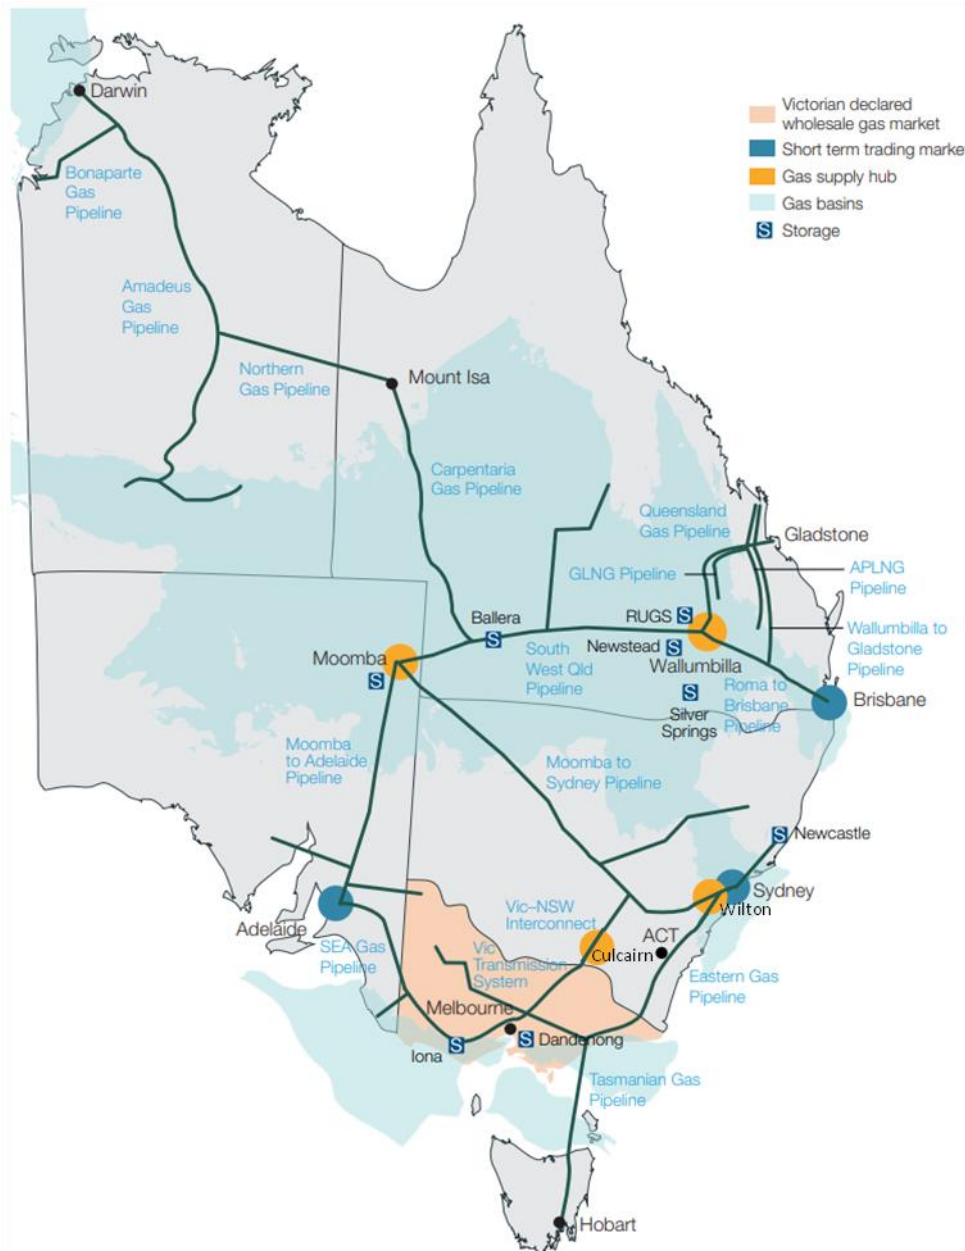 Darwin
Bonaparte
Gas
Pipeline
Amadeus
Gas
Pipeline
Northern
Gas Pipeline
Mount Isa
Carpentaria
Gas Pipeline
Victorian declared
wholesale gas market
Short term trading market
Gas supply hub
Gas basins
S
Storage
Queensland
Gas Pipeline
Gladstone
GLNG Pipeline
APLNG
Pipeline
Ballera
S
RUGS
S
Newstead
S
Wallumbilla
Wallumbilla to
Gladstone
Pipeline
Moomba
S
South
West Qld
Pipeline
S
Silver
Springs
Roma to
Brisbane
Pipeline
Brisbane
Moomba
to Adelaide
Pipeline
Moomba to
Sydney Pipeline
S
Newcastle
Sydney
Wilton
Adelaide
SEA Gas
Pipeline
Vic–NSW
Interconnect
Culcairn
ACT
Vic
Transmission
System
Eastern Gas
Pipeline
Melbourne
S
Dandenong
Iona
S
Tasmanian Gas
Pipeline
Hobart